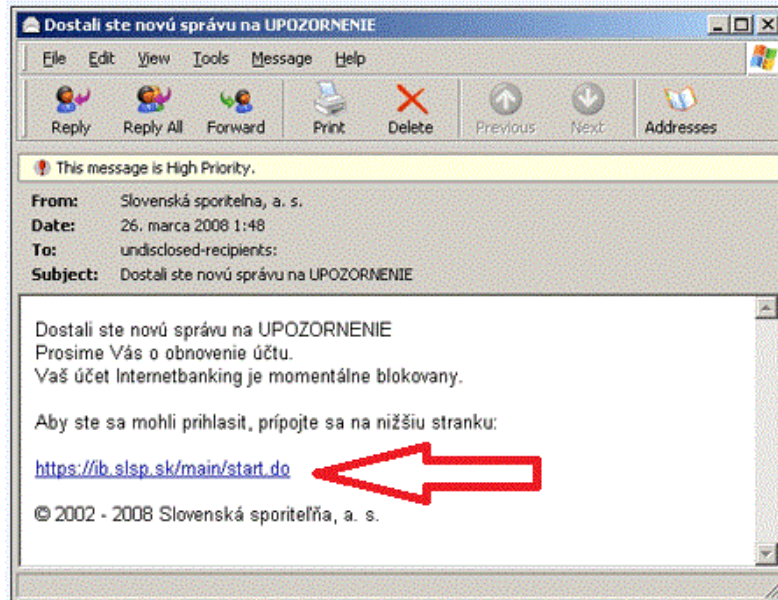 Dostali ste novú správu na UPOZORNENIE
File Edit View Tools Message Help
Reply Reply All Forward Print Delete Previous Next Addresses
This message is High Priority.
From: Slovenská sporitelna, a. s.
Date: 26. marca 2008 1:48
To: undisclosed-recipients:
Subject: Dostali ste novú správu na UPOZORNENIE
Dostali ste novú správu na UPOZORNENIE
Prosime Vás o obnovenie účtu.
Vaš účet Internetbanking je momentálne blokovany.
Aby ste sa mohli prihlasit, prípojte sa na nižšiu stranku:
https://ib.slsp.sk/main/start.do
© 2002 - 2008 Slovenská sporiteľňa, a. s.